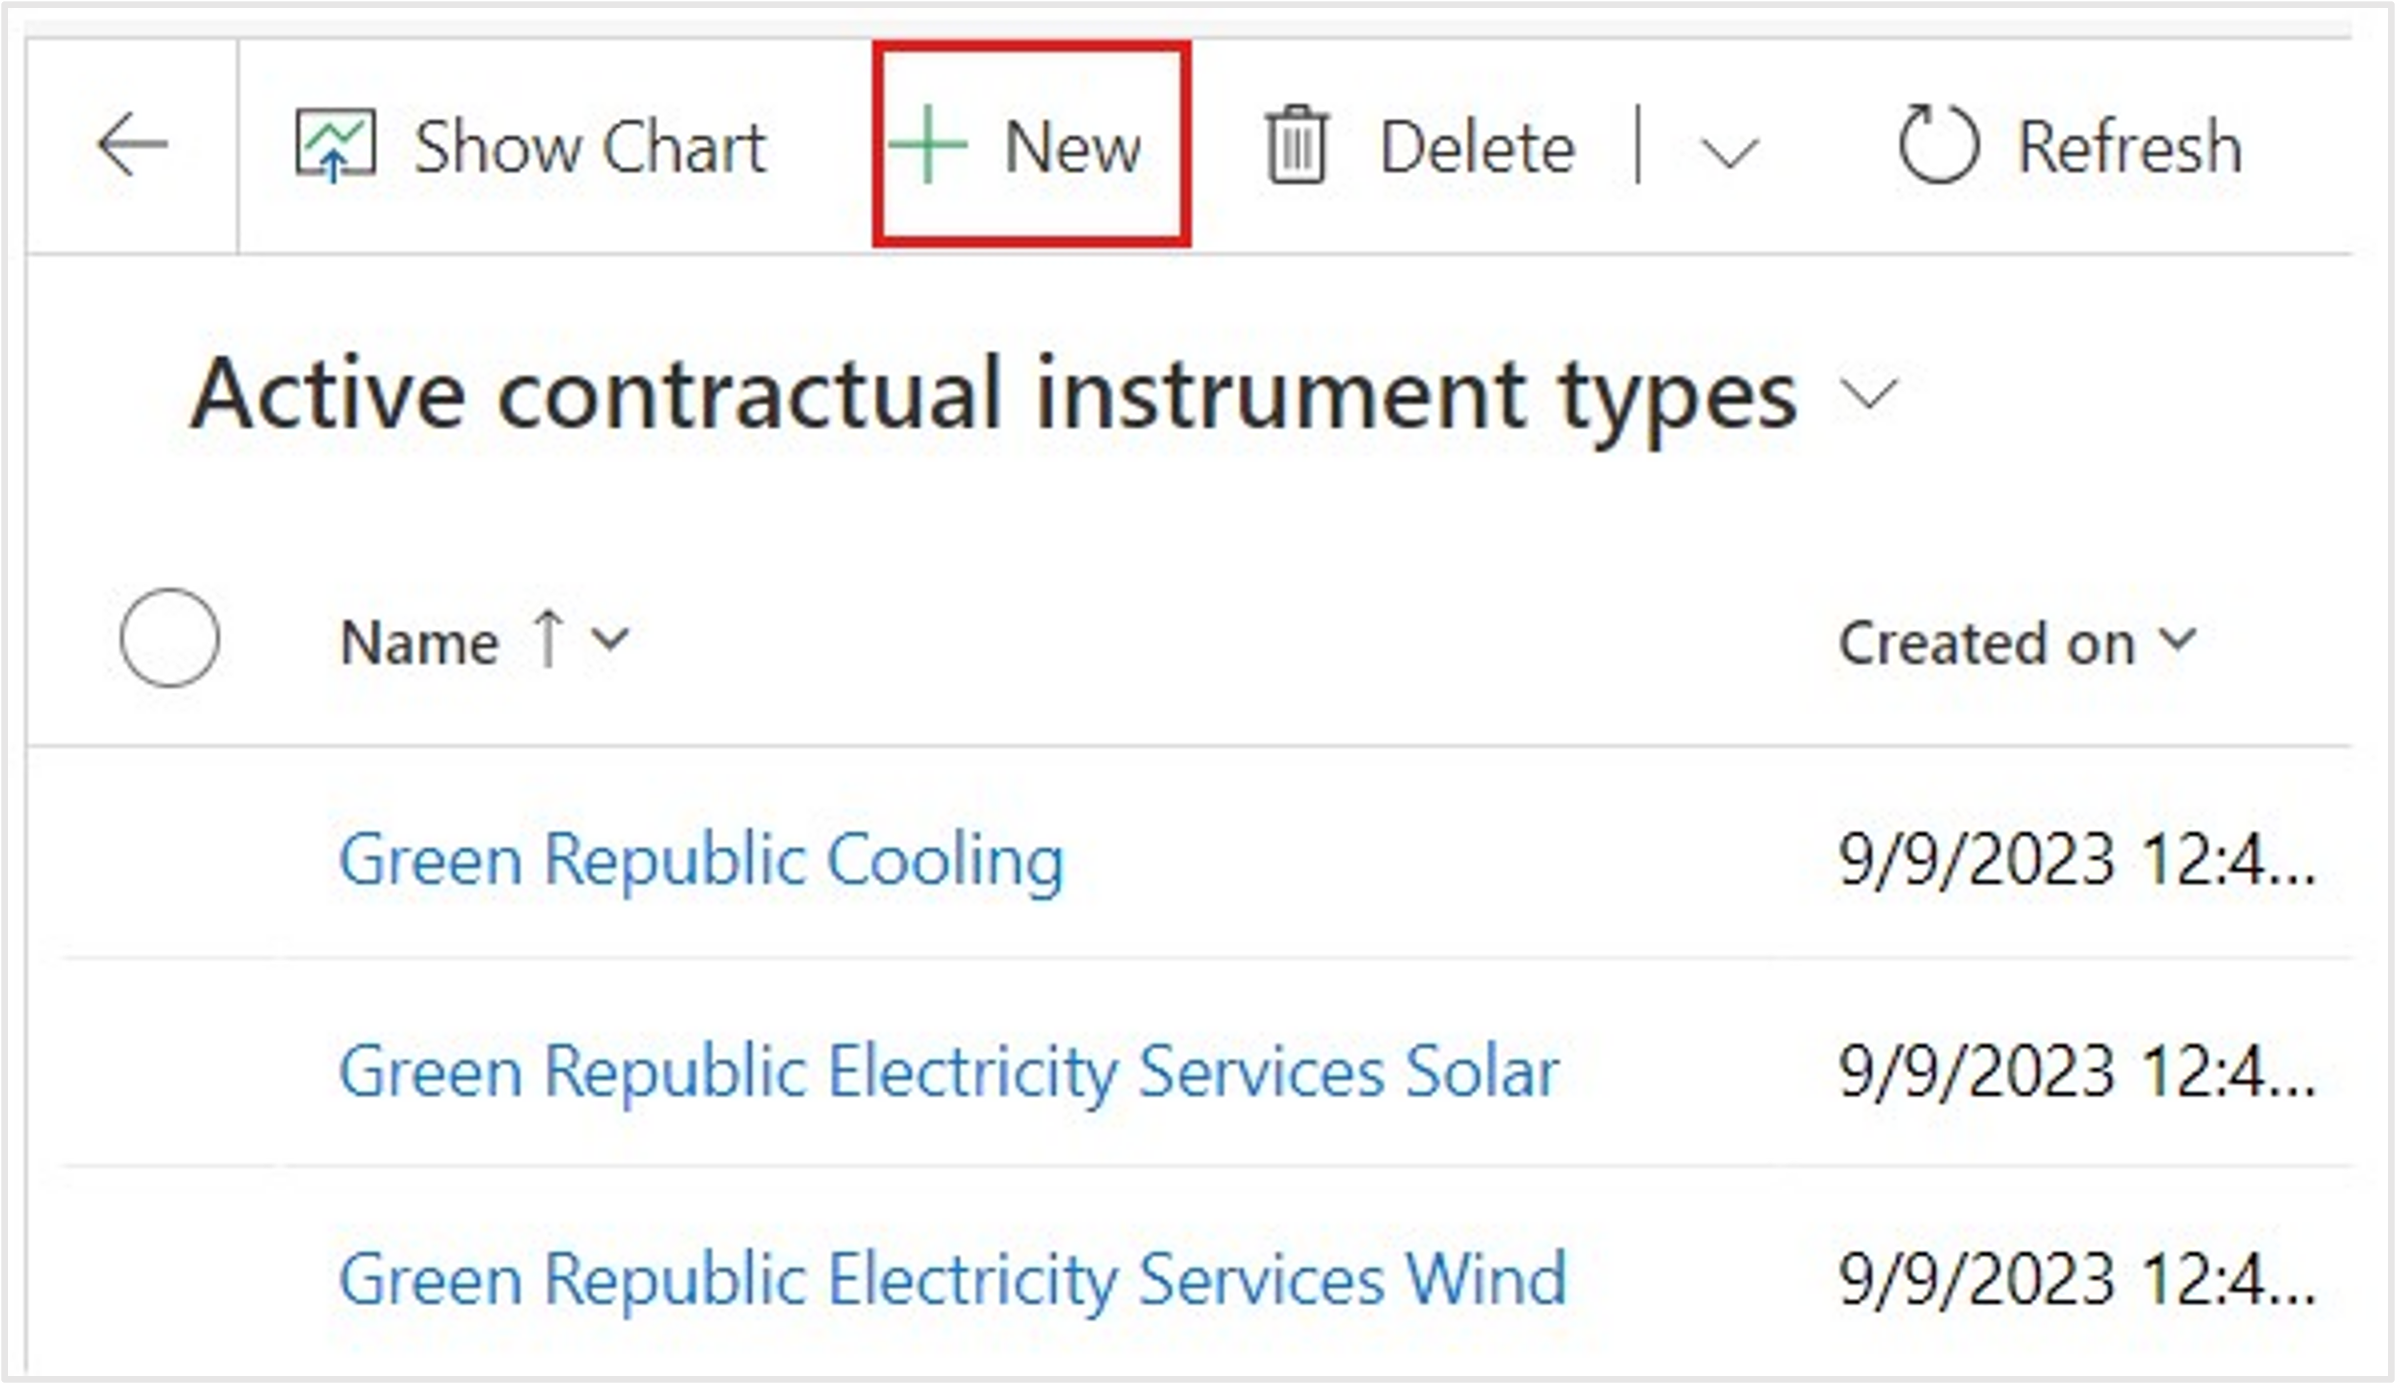 Show Chart New Delete Refresh
Active contractual instrument types
Name Created on
Green Republic Cooling 9/9/2023 12:4...
Green Republic Electricity Services Solar 9/9/2023 12:4...
Green Republic Electricity Services Wind 9/9/2023 12:4...